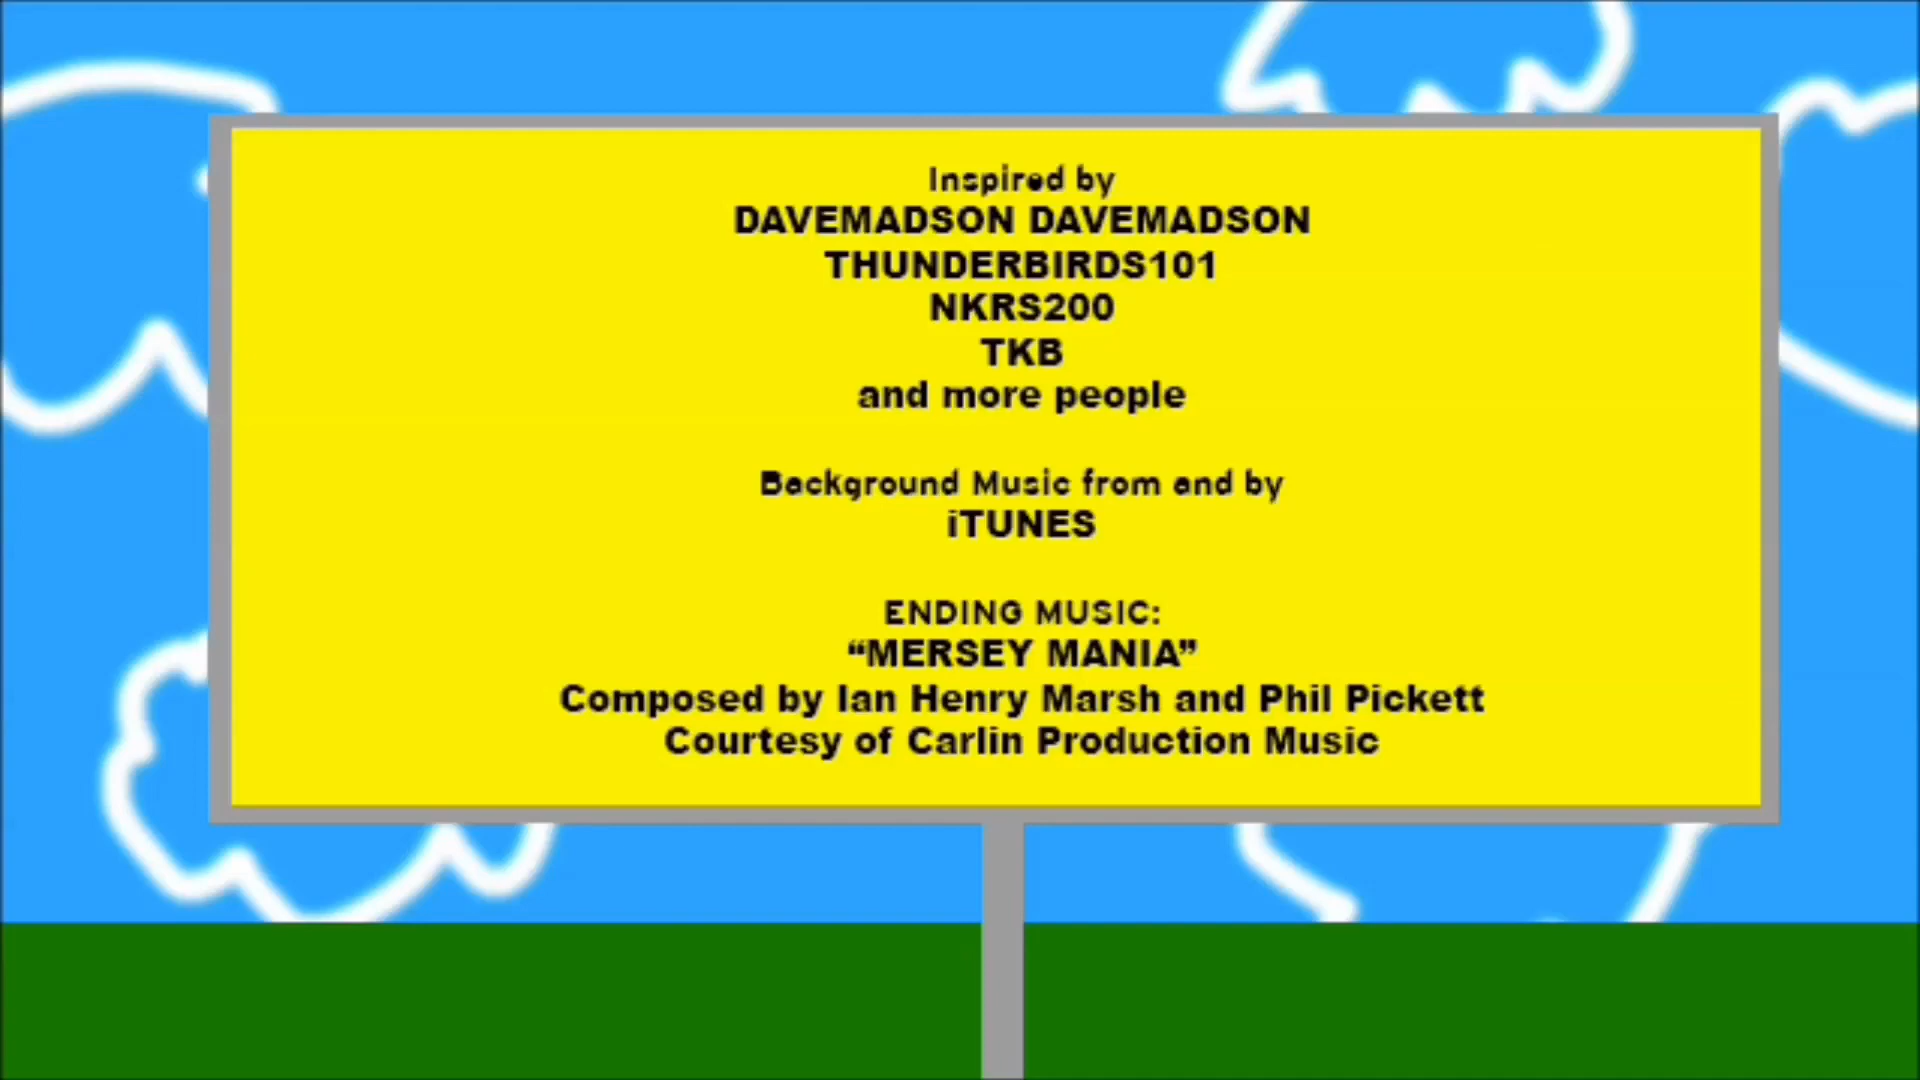 Inspired by
DAVEMADSON DAVEMADSON
THUNDERBIRDS101
NKRS200
TKB
and more people
Background Music from and by
iTUNES
ENDING MUSIC:
“MERSEY MANIA”
Composed by Ian Henry Marsh and Phil Pickett
Courtesy of Carlin Production Music